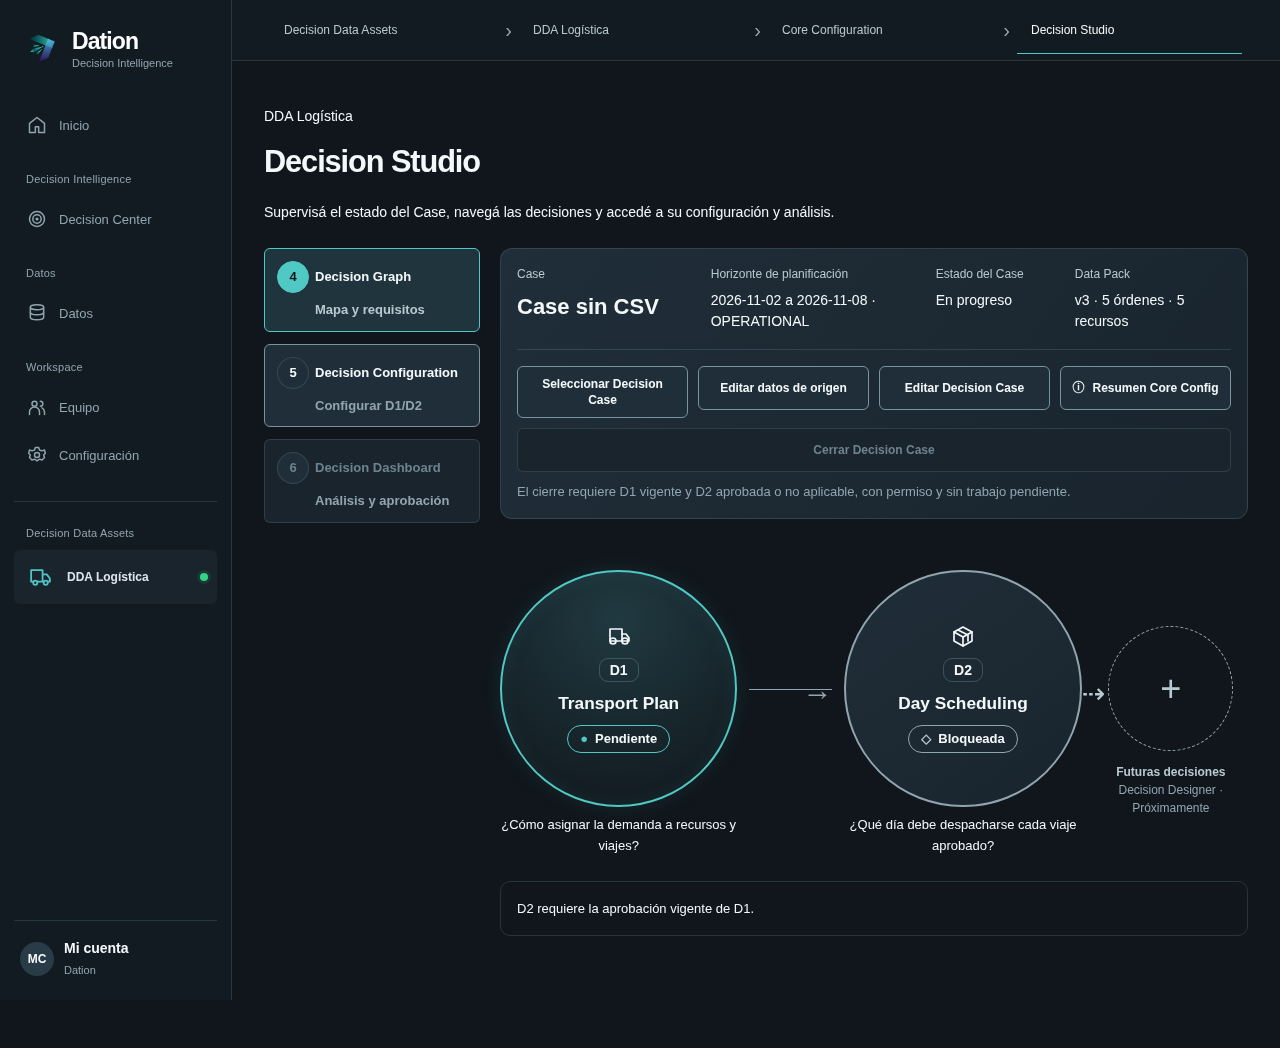 Dation
Decision Intelligence
Inicio
Decision Intelligence
Decision Center
Datos
Datos
Workspace
Equipo
Configuración
Decision Data Assets
DDA Logística
MC
Mi cuenta
Dation
Decision Data Assets › DDA Logística › Core Configuration › Decision Studio
DDA Logística
Decision Studio
Supervisá el estado del Case, navegá las decisiones y accedé a su configuración y análisis.
4 Decision Graph
Mapa y requisitos
5 Decision Configuration
Configurar D1/D2
6 Decision Dashboard
Análisis y aprobación
Case
Case sin CSV
Horizonte de planificación
2026-11-02 a 2026-11-08 ·
OPERATIONAL
Estado del Case
En progreso
Data Pack
v3 · 5 órdenes · 5
recursos
Seleccionar Decision
Case
Editar datos de origen
Editar Decision Case
Resumen Core Config
Cerrar Decision Case
El cierre requiere D1 vigente y D2 aprobada o no aplicable, con permiso y sin trabajo pendiente.
D1
Transport Plan
● Pendiente
¿Cómo asignar la demanda a recursos y
viajes?
→
D2
Day Scheduling
◇ Bloqueada
¿Qué día debe despacharse cada viaje
aprobado?
⇢
+
Futuras decisiones
Decision Designer ·
Próximamente
D2 requiere la aprobación vigente de D1.